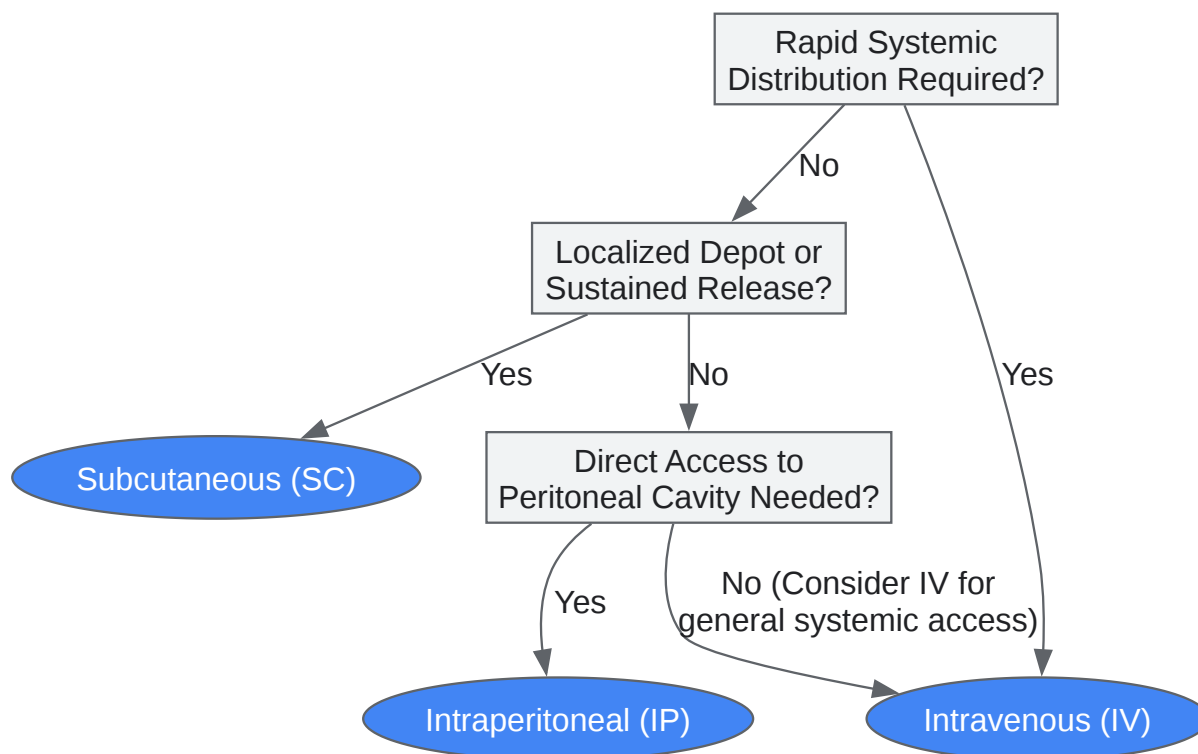 Rapid Systemic
Distribution Required?
No
Localized Depot or
Sustained Release?
Yes
No
Yes
Subcutaneous (SC)
Direct Access to
Peritoneal Cavity Needed?
Yes
No (Consider IV for
general systemic access)
Intraperitoneal (IP)
Intravenous (IV)